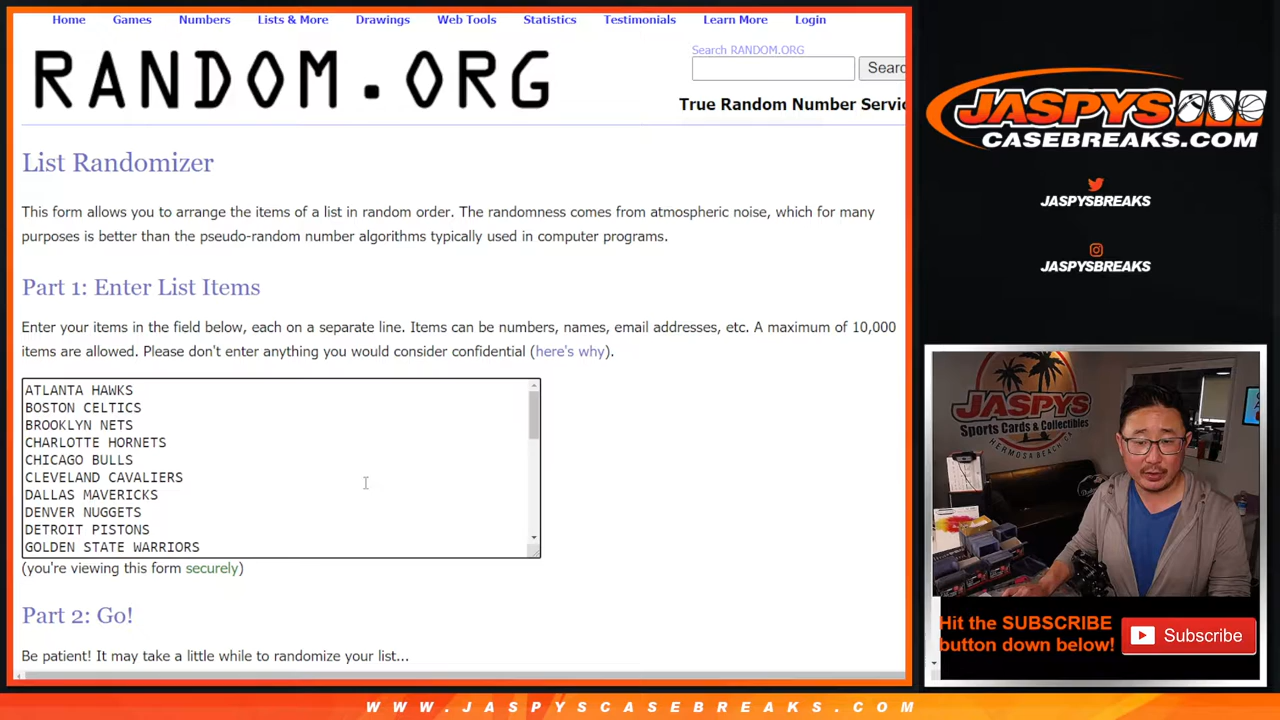 Home Games Numbers Lists & More Drawings Web Tools Statistics Testimonials Learn More Login
RANDOM.ORG
Search RANDOM.ORG
Searc
True Random Number Servic
List Randomizer
This form allows you to arrange the items of a list in random order. The randomness comes from atmospheric noise, which for many
purposes is better than the pseudo-random number algorithms typically used in computer programs.
Part 1: Enter List Items
Enter your items in the field below, each on a separate line. Items can be numbers, names, email addresses, etc. A maximum of 10,000
items are allowed. Please don't enter anything you would consider confidential (here's why).
ATLANTA HAWKS
BOSTON CELTICS
BROOKLYN NETS
CHARLOTTE HORNETS
CHICAGO BULLS
CLEVELAND CAVALIERS
DALLAS MAVERICKS
DENVER NUGGETS
DETROIT PISTONS
GOLDEN STATE WARRIORS
(you're viewing this form securely)
Part 2: Go!
Be patient! It may take a little while to randomize your list...
JASPYS
CASEBREAKS.COM
JASPYSBREAKS
JASPYSBREAKS
JASPYS
Sports Cards & Collectibles
HERMOSA BEACH CA
Hit the SUBSCRIBE
button down below!
Subscribe
WWW.JASPYSCASEBREAKS.COM